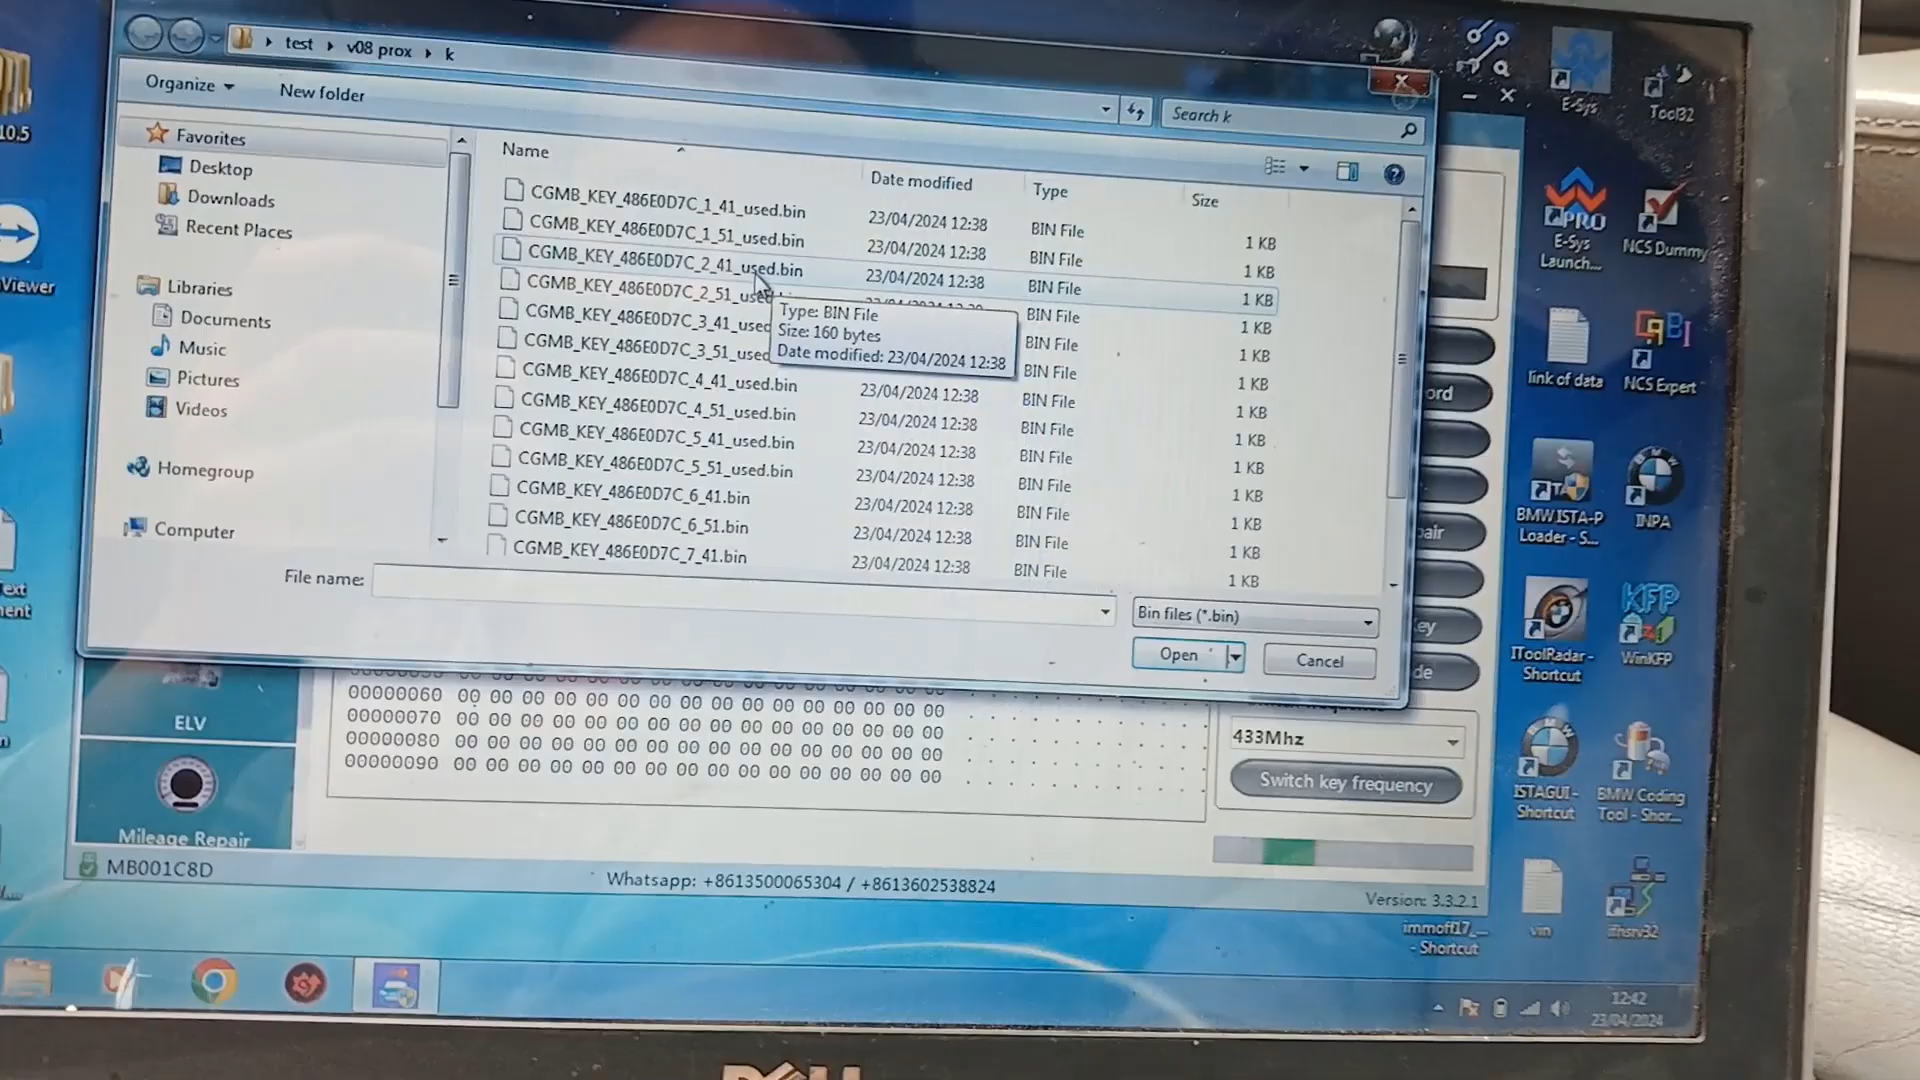 test ▸ v08 prox ▸ k
Search k
Organize
New folder
Favorites
Desktop
Downloads
Recent Places
Libraries
Documents
Music
Pictures
Videos
Homegroup
Computer
Name
Date modified
Type
Size
CGMB_KEY_486E0D7C_1_41_used.bin 23/04/2024 12:38 BIN File 1 KB
CGMB_KEY_486E0D7C_1_51_used.bin 23/04/2024 12:38 BIN File 1 KB
CGMB_KEY_486E0D7C_2_41_used.bin 23/04/2024 12:38 BIN File 1 KB
CGMB_KEY_486E0D7C_2_51_used BIN File 1 KB
CGMB_KEY_486E0D7C_3_41_used BIN File 1 KB
CGMB_KEY_486E0D7C_3_51_used BIN File 1 KB
CGMB_KEY_486E0D7C_4_41_used.bin 23/04/2024 12:38 BIN File 1 KB
CGMB_KEY_486E0D7C_4_51_used.bin 23/04/2024 12:38 BIN File 1 KB
CGMB_KEY_486E0D7C_5_41_used.bin 23/04/2024 12:38 BIN File 1 KB
CGMB_KEY_486E0D7C_5_51_used.bin 23/04/2024 12:38 BIN File 1 KB
CGMB_KEY_486E0D7C_6_41.bin 23/04/2024 12:38 BIN File 1 KB
CGMB_KEY_486E0D7C_6_51.bin 23/04/2024 12:38 BIN File 1 KB
CGMB_KEY_486E0D7C_7_41.bin 23/04/2024 12:38 BIN File 1 KB
Type: BIN File
Size: 160 bytes
Date modified: 23/04/2024 12:38
File name:
Bin files (*.bin)
Open
Cancel
00000060 00 00 00 00 00 00 00 00 00 00 00 00 00 00 00 00
00000070 00 00 00 00 00 00 00 00 00 00 00 00 00 00 00 00
00000080 00 00 00 00 00 00 00 00 00 00 00 00 00 00 00 00
00000090 00 00 00 00 00 00 00 00 00 00 00 00 00 00 00 00
ELV
Mileage Repair
433Mhz
Switch key frequency
MB001C8D
Whatsapp: +8613500065304 / +8613602538824
Version: 3.3.2.1
10.5
Viewer
E-Sys
Tool32
PRO
E-Sys
Launch...
NCS Dummy
link of data
NCS Expert
BMW ISTA-P
Loader - S...
INPA
IToolRadar -
Shortcut
KFP
WinKFP
ISTAGUI -
Shortcut
BMW Coding
Tool - Shor...
immoff17_...
- Shortcut
vin
ifhsrv32
12:42
23/04/2024
DELL